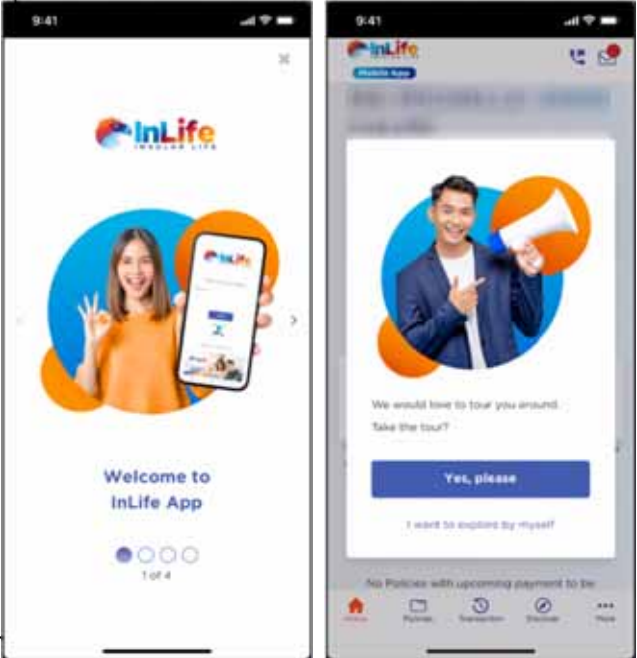 9:41
InLife
INSULAR LIFE
Welcome to
InLife App
1 of 4
9:41
InLife
Mobile App
We would love to tour you around.
Take the tour?
Yes, please
I want to explore by myself
No Policies with upcoming payment to be
Home
Policies
Transaction
Discover
More